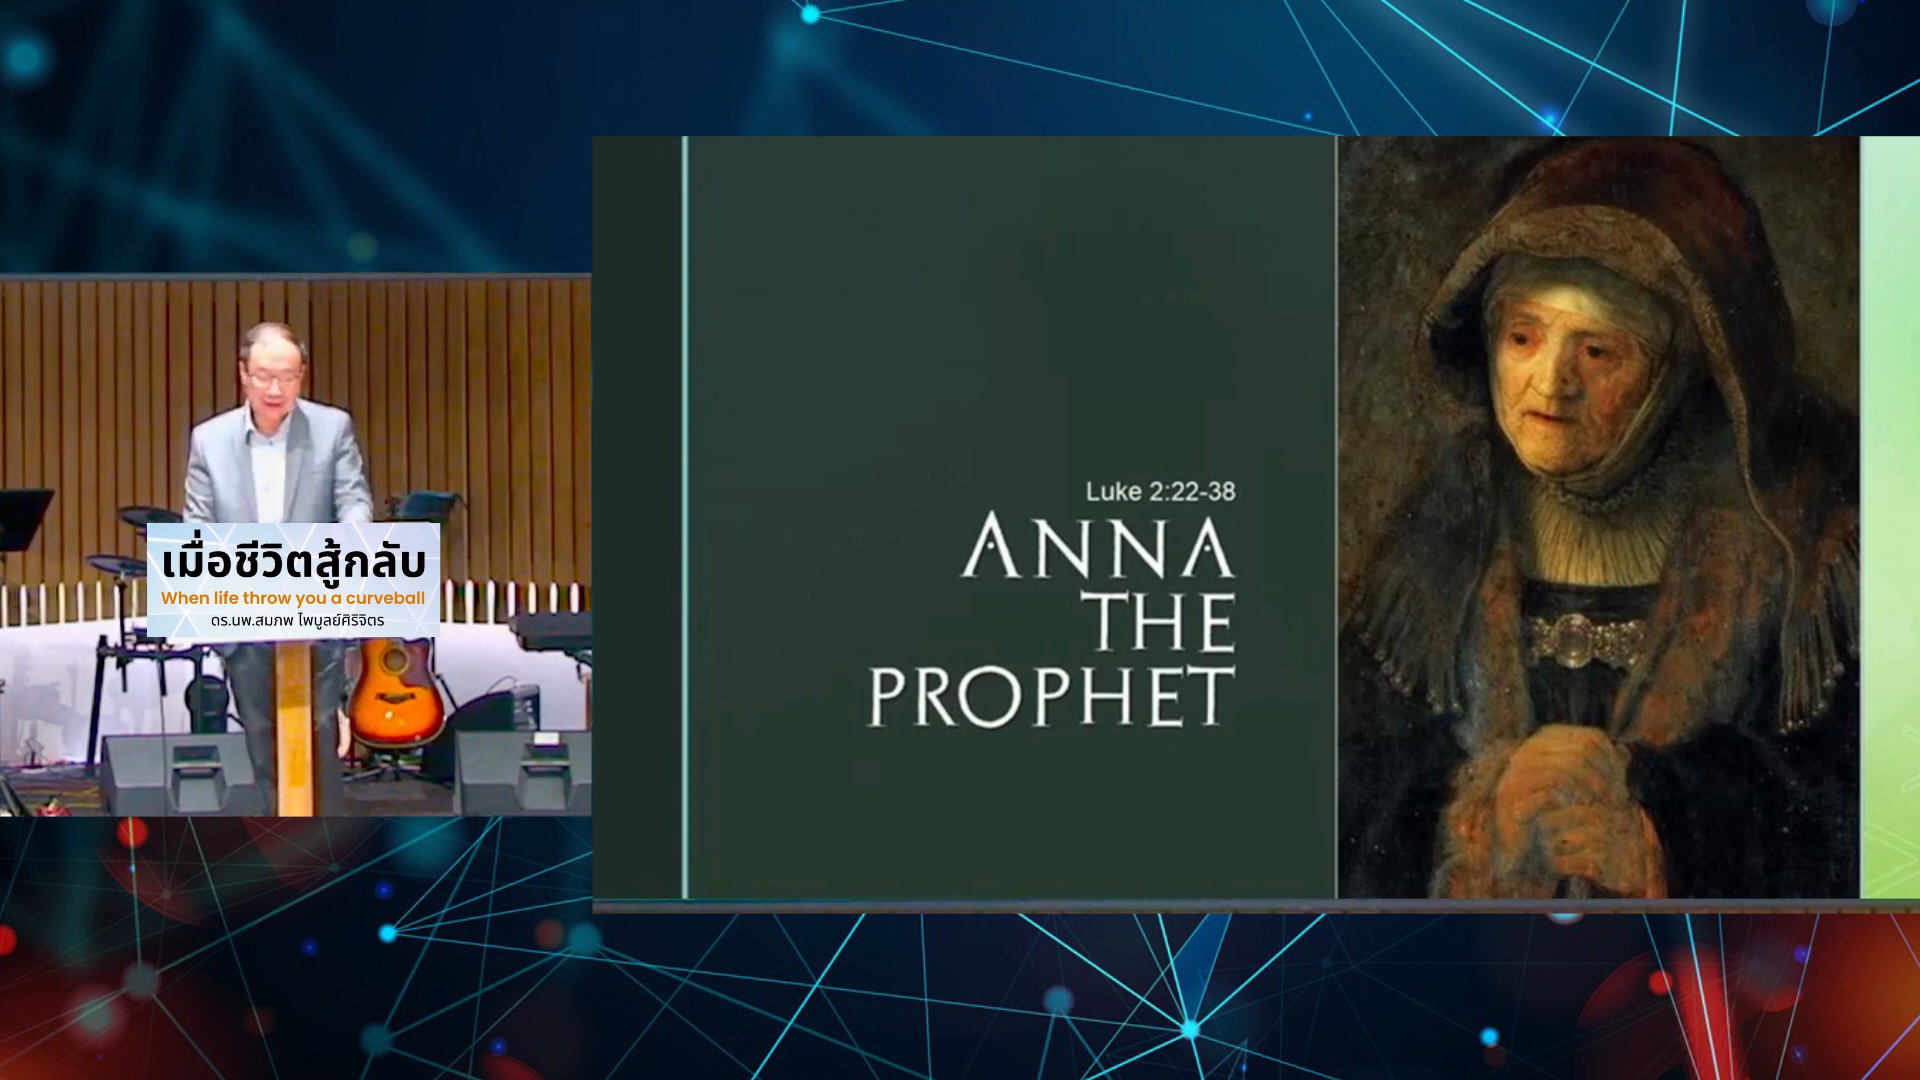 เมื่อชีวิตสู้กลับ
When life throw you a curveball
ดร.นพ.สมภพ ไพบูลย์ศิริจิตร
Luke 2:22-38
ANNA
THE
PROPHET